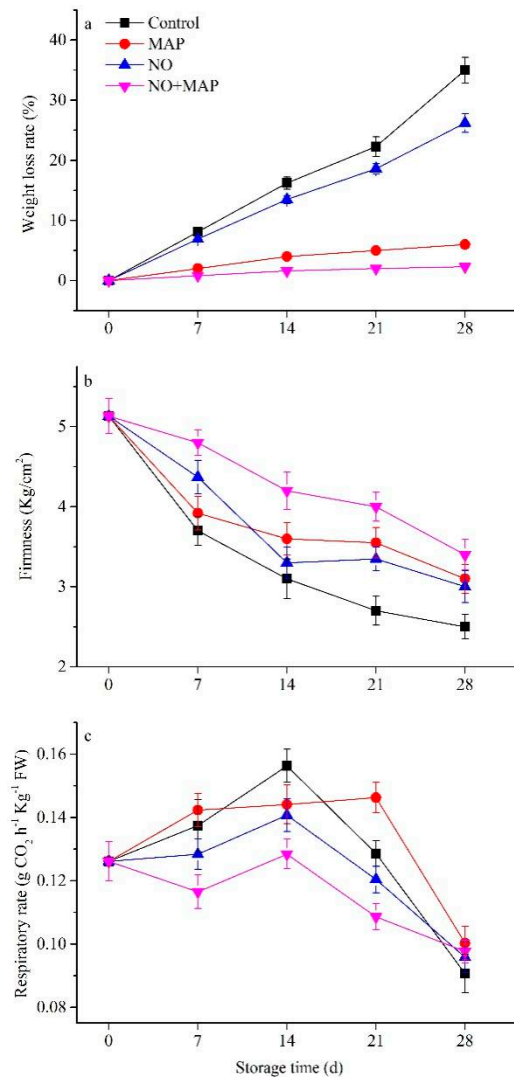 a
Control
MAP
NO
NO+MAP
Weight loss rate (%)
40
30
20
10
0
0 7 14 21 28
b
Firmness (Kg/cm²)
5
4
3
2
0 7 14 21 28
c
Respiratory rate (g CO₂ h⁻¹ Kg⁻¹ FW)
0.16
0.14
0.12
0.10
0.08
0 7 14 21 28
Storage time (d)